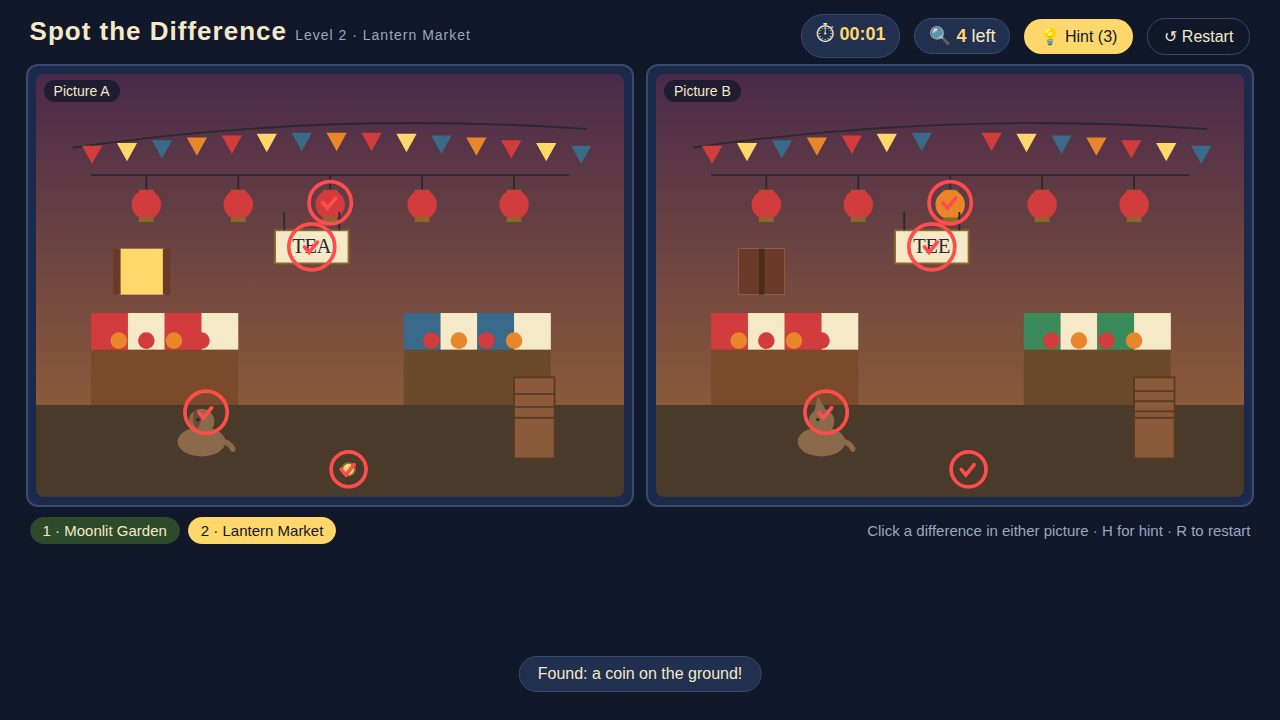 Spot the Difference Level 2 · Lantern Market
00:01
4 left
Hint (3)
↺ Restart
Picture A
Picture B
TEA
TEE
1 · Moonlit Garden
2 · Lantern Market
Click a difference in either picture · H for hint · R to restart
Found: a coin on the ground!